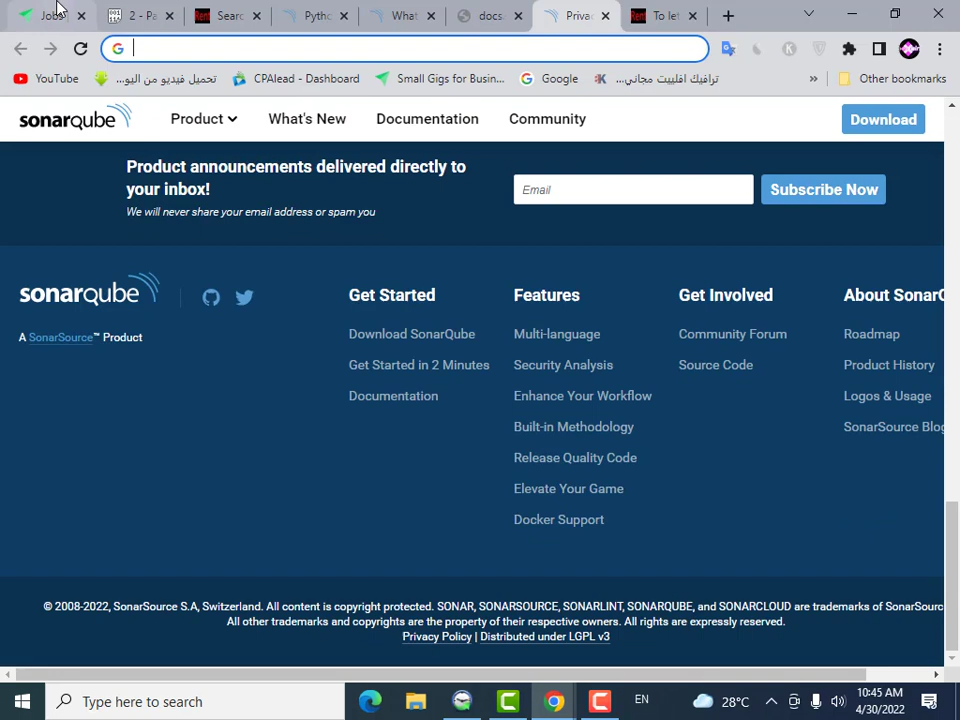 Jobs
2 - Pa
Searc
Pytho
What
docs.
Priva
To let
YouTube
تحميل فيديو من اليو...
CPAlead - Dashboard
Small Gigs for Busin...
Google
ترافيك افلييت مجاني...
»
Other bookmarks
sonarqube
Product
What's New
Documentation
Community
Download
Product announcements delivered directly to
your inbox!
We will never share your email address or spam you
Email
Subscribe Now
sonarqube
A SonarSource™ Product
Get Started
Download SonarQube
Get Started in 2 Minutes
Documentation
Features
Multi-language
Security Analysis
Enhance Your Workflow
Built-in Methodology
Release Quality Code
Elevate Your Game
Docker Support
Get Involved
Community Forum
Source Code
About SonarQ
Roadmap
Product History
Logos & Usage
SonarSource Blog
© 2008-2022, SonarSource S.A, Switzerland. All content is copyright protected. SONAR, SONARSOURCE, SONARLINT, SONARQUBE, and SONARCLOUD are trademarks of SonarSourc
All other trademarks and copyrights are the property of their respective owners. All rights are expressly reserved.
Privacy Policy | Distributed under LGPL v3
Type here to search
EN
28°C
10:45 AM
4/30/2022